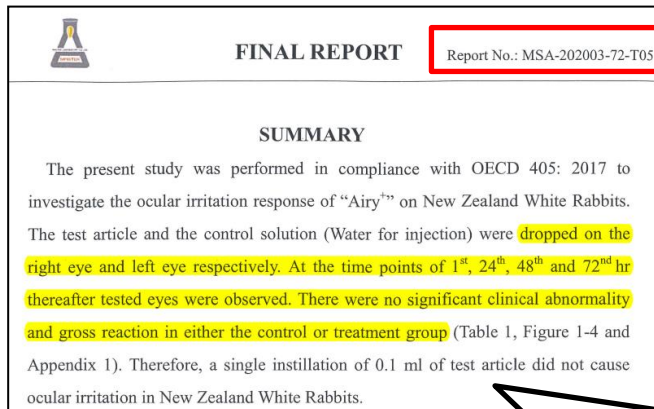 FINAL REPORT
Report No.: MSA-202003-72-T05
SUMMARY
The present study was performed in compliance with OECD 405: 2017 to
investigate the ocular irritation response of “Airy⁺” on New Zealand White Rabbits.
The test article and the control solution (Water for injection) were dropped on the
right eye and left eye respectively. At the time points of 1st, 24th, 48th and 72nd hr
thereafter tested eyes were observed. There were no significant clinical abnormality
and gross reaction in either the control or treatment group (Table 1, Figure 1-4 and
Appendix 1). Therefore, a single instillation of 0.1 ml of test article did not cause
ocular irritation in New Zealand White Rabbits.